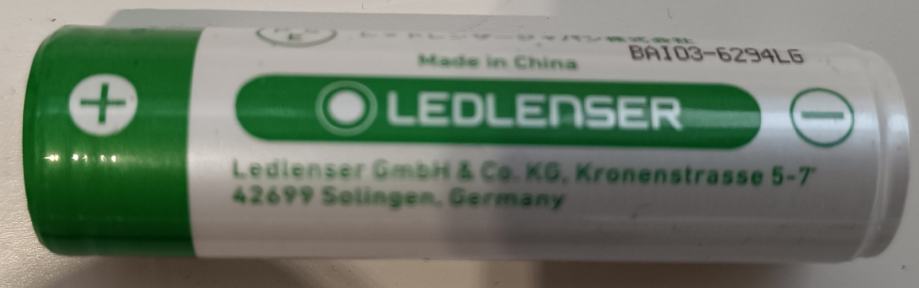 Made in China
BAI03-6294LG
LEDLENSER
Ledlenser GmbH & Co. KG, Kronenstrasse 5-7
42699 Solingen, Germany